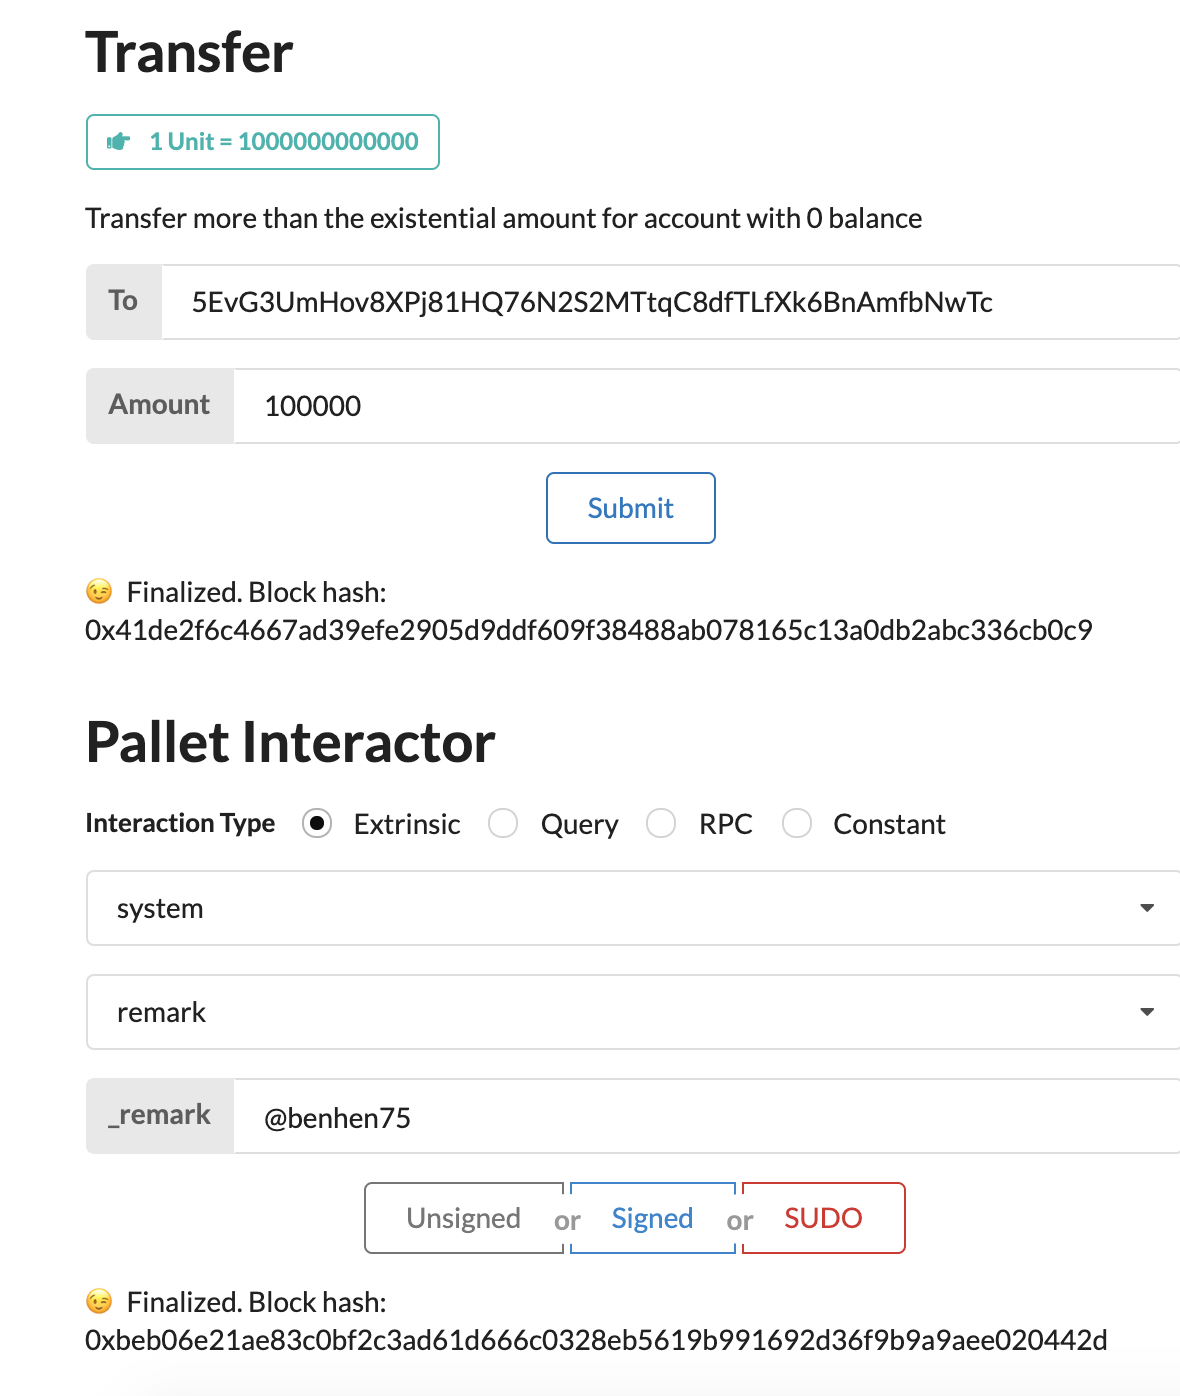 Transfer
1 Unit = 1000000000000
Transfer more than the existential amount for account with 0 balance
To
5EvG3UmHov8XPj81HQ76N2S2MTtqC8dfTLfXk6BnAmfbNwTc
Amount
100000
Submit
😉 Finalized. Block hash:
0x41de2f6c4667ad39efe2905d9ddf609f38488ab078165c13a0db2abc336cb0c9
Pallet Interactor
Interaction Type Extrinsic Query RPC Constant
system
remark
_remark
@benhen75
Unsigned or Signed or SUDO
😉 Finalized. Block hash:
0xbeb06e21ae83c0bf2c3ad61d666c0328eb5619b991692d36f9b9a9aee020442d